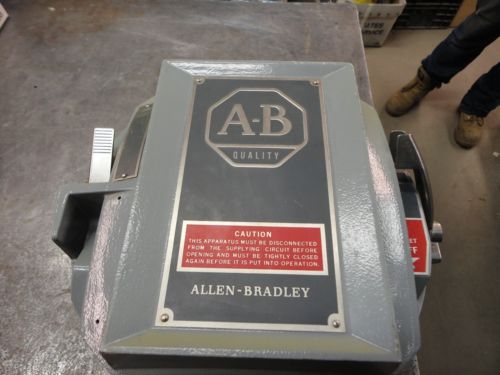 A-B
QUALITY
CAUTION
THIS APPARATUS MUST BE DISCONNECTED
FROM THE SUPPLYING CIRCUIT BEFORE
OPENING AND MUST BE TIGHTLY CLOSED
AGAIN BEFORE IT IS PUT INTO OPERATION.
ALLEN-BRADLEY